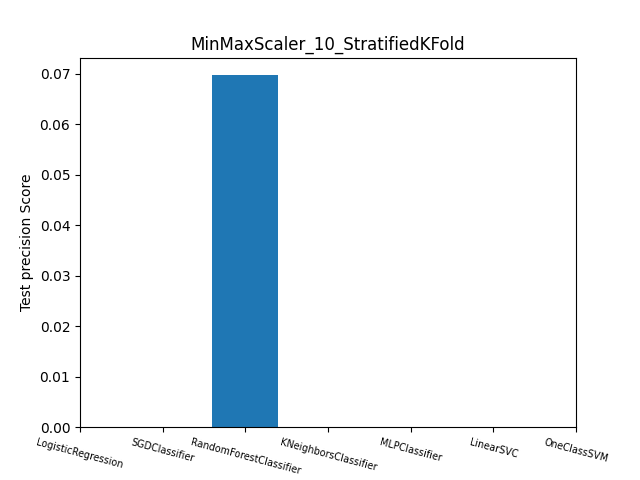 MinMaxScaler_10_StratifiedKFold
Test precision Score
0.07
0.06
0.05
0.04
0.03
0.02
0.01
0.00
LogisticRegression
SGDClassifier
RandomForestClassifier
KNeighborsClassifier
MLPClassifier
LinearSVC
OneClassSVM